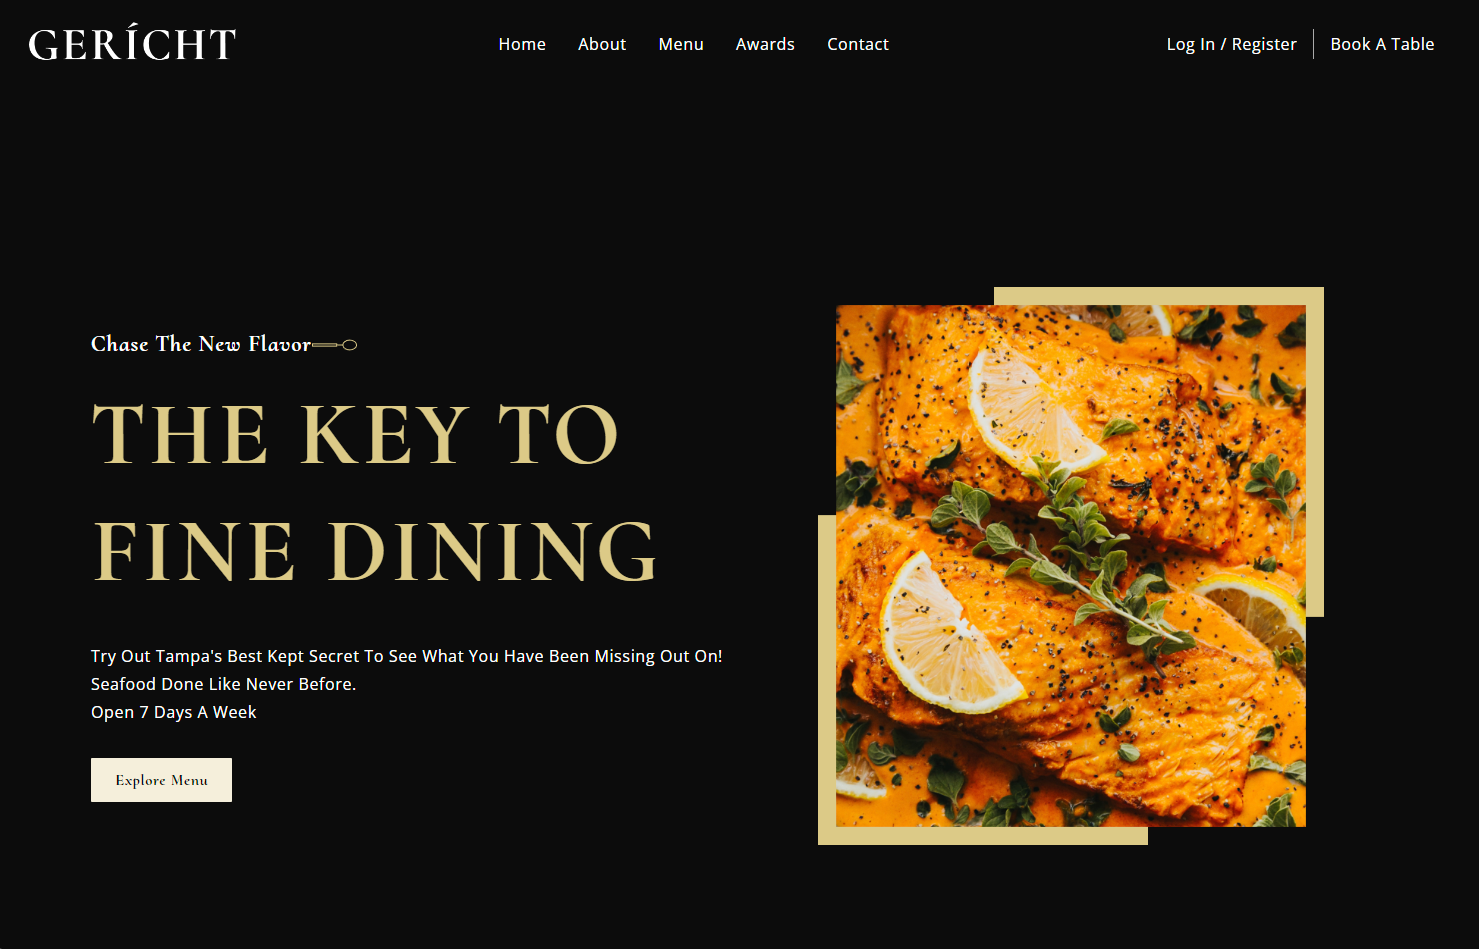 GERÍCHT
Home About Menu Awards Contact
Log In / Register Book A Table
Chase The New Flavor
THE KEY TO
FINE DINING
Try Out Tampa's Best Kept Secret To See What You Have Been Missing Out On!
Seafood Done Like Never Before.
Open 7 Days A Week
Explore Menu